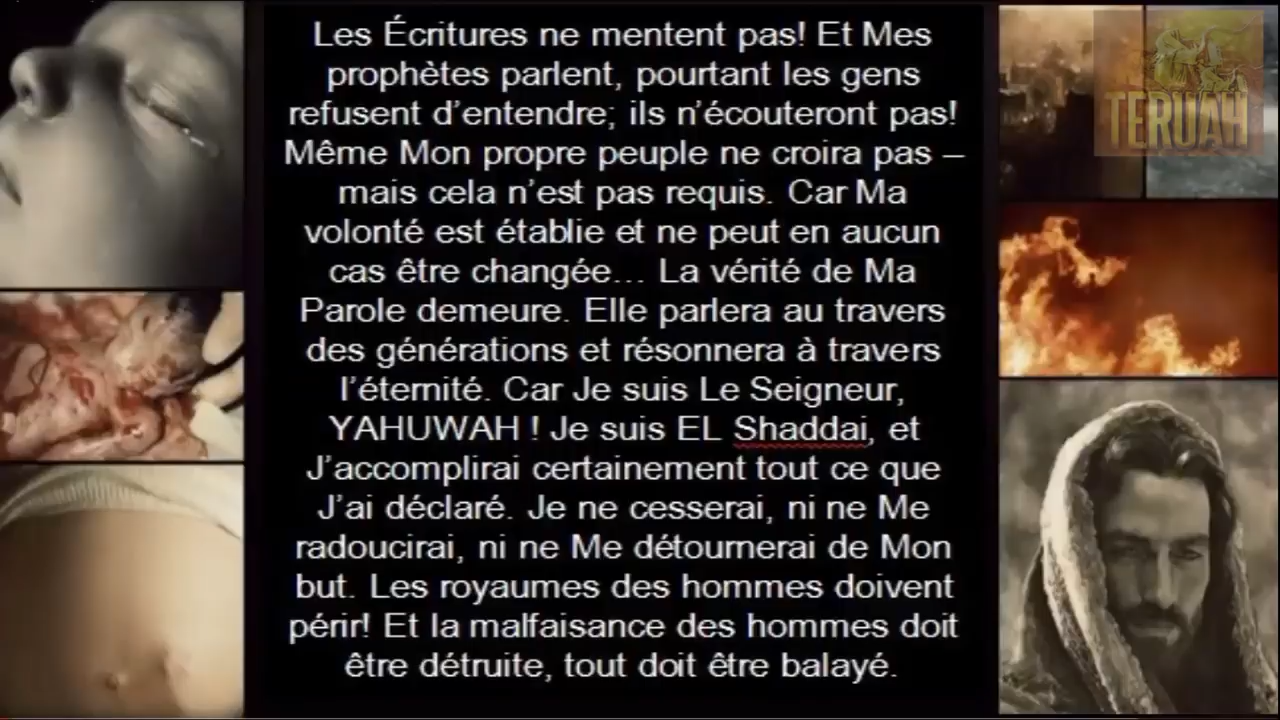 Les Écritures ne mentent pas! Et Mes
prophètes parlent, pourtant les gens
refusent d’entendre; ils n’écouteront pas!
Même Mon propre peuple ne croira pas –
mais cela n’est pas requis. Car Ma
volonté est établie et ne peut en aucun
cas être changée... La vérité de Ma
Parole demeure. Elle parlera au travers
des générations et résonnera à travers
l’éternité. Car Je suis Le Seigneur,
YAHUWAH ! Je suis EL Shaddai, et
J’accomplirai certainement tout ce que
J’ai déclaré. Je ne cesserai, ni ne Me
radoucirai, ni ne Me détournerai de Mon
but. Les royaumes des hommes doivent
périr! Et la malfaisance des hommes doit
être détruite, tout doit être balayé.
TERUAH